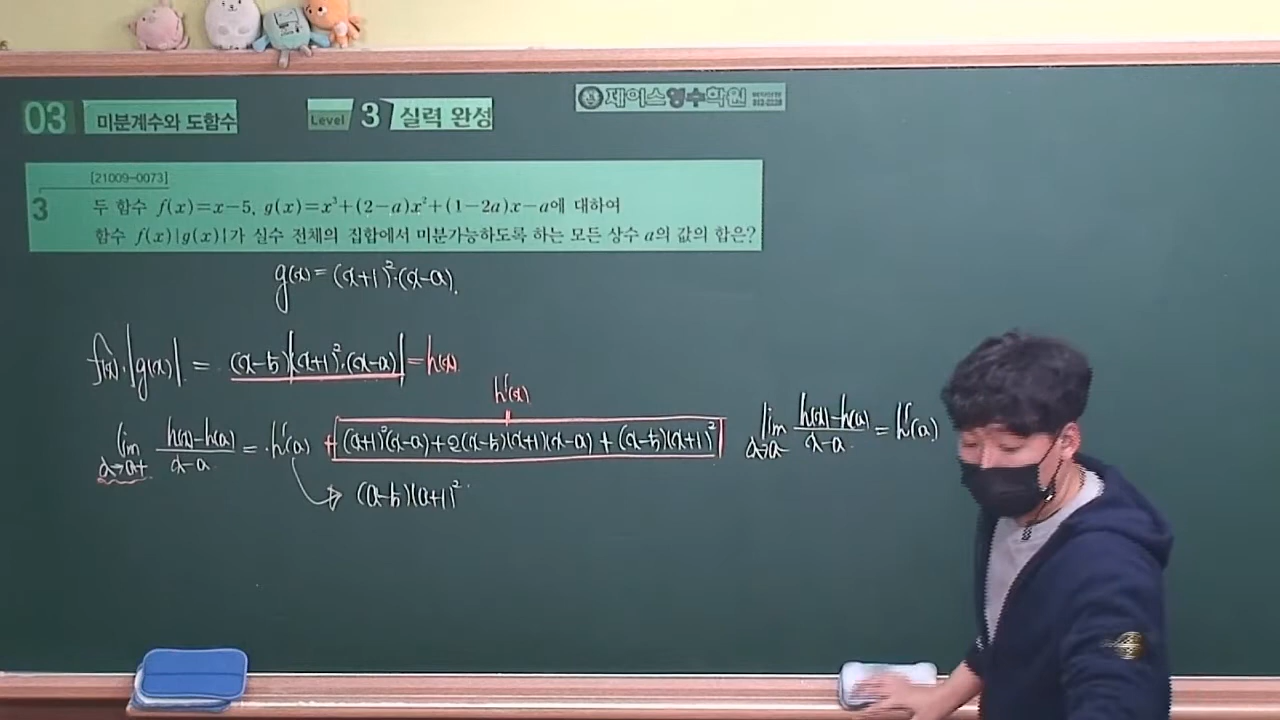 03 미분계수와 도함수 Level 3 실력 완성
제이스영수학원
[21009-0073]
3 두 함수 f(x)=x-5, g(x)=x³+(2-a)x²+(1-2a)x-a에 대하여
함수 f(x)|g(x)|가 실수 전체의 집합에서 미분가능하도록 하는 모든 상수 a의 값의 합은?
g(x)=(x+1)²·(x-a).
f(x)·|g(x)| = (x-5)|(x+1)²·(x-a)| = h(x)
h'(x)
lim x→a+ h(x)-h(a)/x-a = h'(a) + (x+1)²(x-a)+2(x-5)(x+1)(x-a)+(x-5)(x+1)²
lim x→a- h(x)-h(a)/x-a = h'(a)
(a-5)(a+1)²